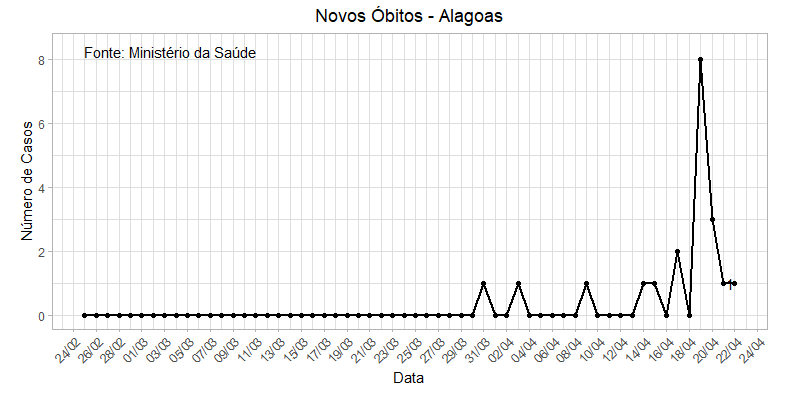 Novos Óbitos - Alagoas
Fonte: Ministério da Saúde
Número de Casos
8
6
4
2
0
1
24/02 26/02 28/02 01/03 03/03 05/03 07/03 09/03 11/03 13/03 15/03 17/03 19/03 21/03 23/03 25/03 27/03 29/03 31/03 02/04 04/04 06/04 08/04 10/04 12/04 14/04 16/04 18/04 20/04 22/04 24/04
Data